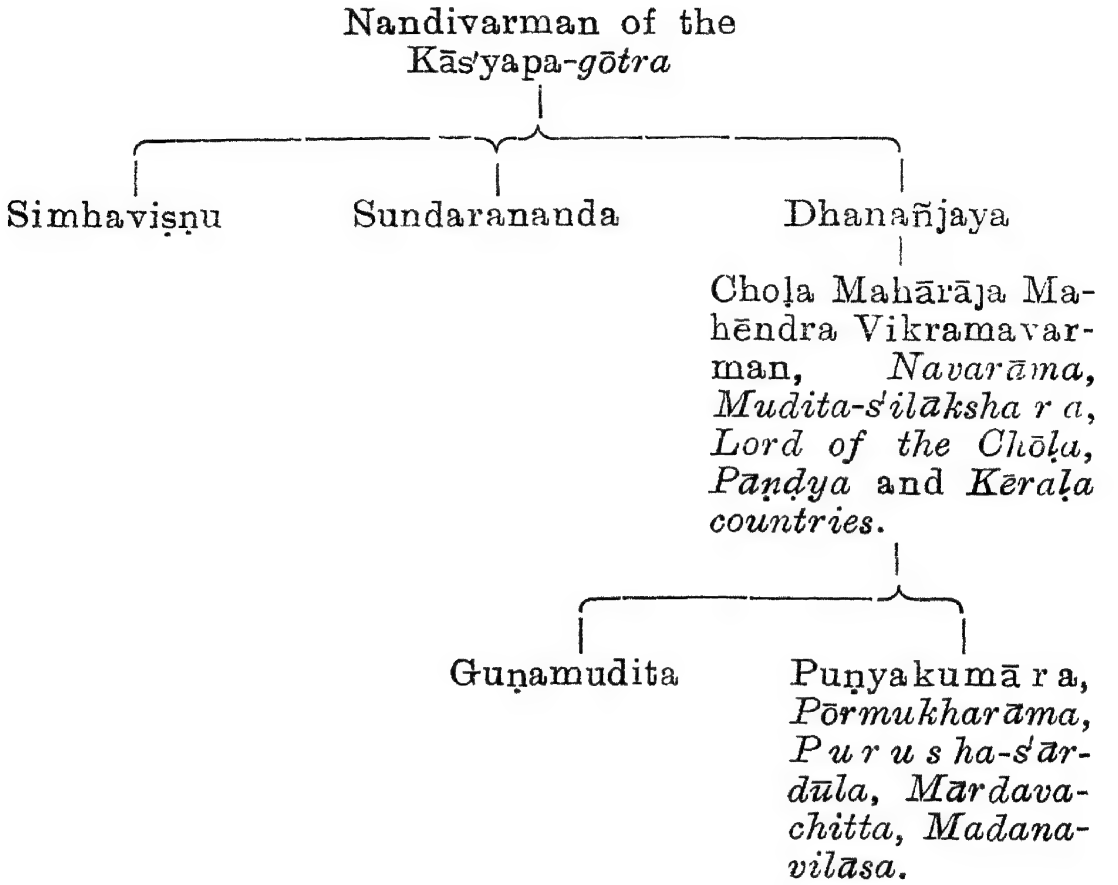 Nandivarman of the
Kās'yapa-gōtra
Simhaviṣṇu Sundarananda Dhanañjaya
Choḷa Mahārāja Ma-
hēndra Vikramavar-
man, Navarāma,
Mudita-s'ilāksha r a,
Lord of the Chōḷa,
Pāṇḍya and Kēraḷa
countries.
Guṇamudita Puṇyakumā r a,
Pōrmukharāma,
P u r u s ha-s'ār-
dūla, Mārdava-
chitta, Madana-
vilāsa.